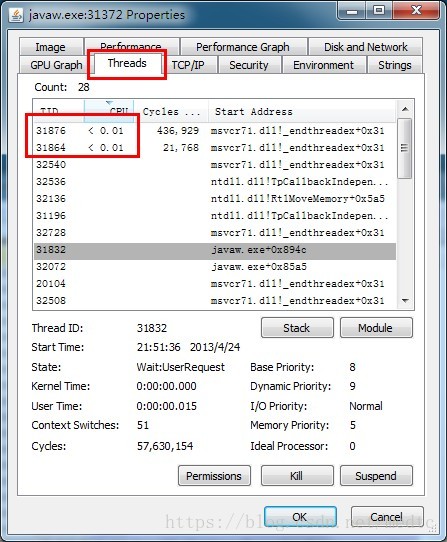 javaw.exe:31372 Properties
Image Performance Performance Graph Disk and Network
GPU Graph Threads TCP/IP Security Environment Strings
Count: 28
TID CPU Cycles ... Start Address
31876 < 0.01 436,929 msvcr71.dll!_endthreadex+0x31
31864 < 0.01 21,768 msvcr71.dll!_endthreadex+0x31
32540 msvcr71.dll!_endthreadex+0x31
32536 ntdll.dll!TpCallbackIndepen...
32136 ntdll.dll!RtlMoveMemory+0x5a5
31196 ntdll.dll!TpCallbackIndepen...
32728 msvcr71.dll!_endthreadex+0x31
31832 javaw.exe+0x894c
32072 javaw.exe+0x85a5
20104 msvcr71.dll!_endthreadex+0x31
32508 msvcr71.dll!_endthreadex+0x31
Thread ID: 31832 Stack Module
Start Time: 21:51:36 2013/4/24
State: Wait:UserRequest Base Priority: 8
Kernel Time: 0:00:00.000 Dynamic Priority: 9
User Time: 0:00:00.015 I/O Priority: Normal
Context Switches: 51 Memory Priority: 5
Cycles: 57,630,154 Ideal Processor: 0
Permissions Kill Suspend
OK Cancel